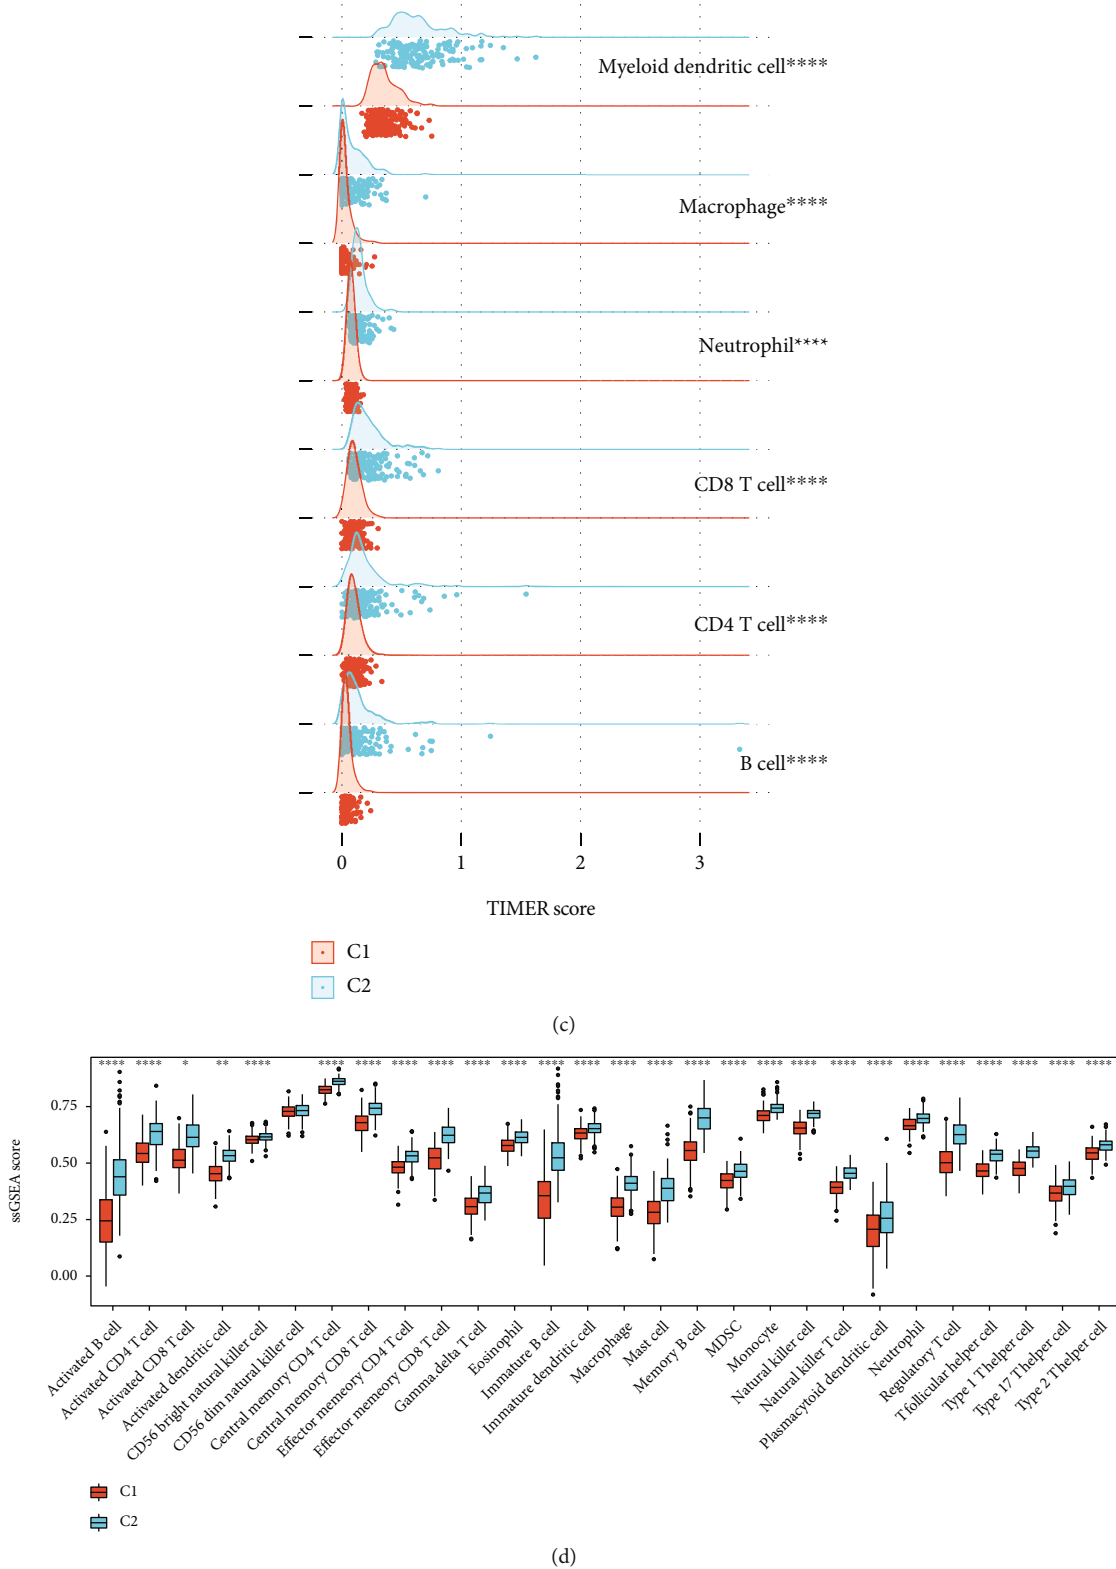 Myeloid dendritic cell****
Macrophage****
Neutrophil****
CD8 T cell****
CD4 T cell****
B cell****
0 1 2 3
TIMER score
C1
C2
(c)
**** **** * ** **** **** **** **** **** **** **** **** **** **** **** **** **** **** **** **** **** **** **** **** **** **** ****
0.75
0.50
0.25
0.00
ssGSEA score
Activated B cell
Activated CD4 T cell
Activated CD8 T cell
Activated dendritic cell
CD56 bright natural killer cell
CD56 dim natural killer cell
Central memory CD4 T cell
Central memory CD8 T cell
Effector memory CD4 T cell
Effector memeory CD8 T cell
Gamma.delta T cell
Eosinophil
Immature B cell
Immature dendritic cell
Macrophage
Mast cell
Memory B cell
MDSC
Monocyte
Natural killer cell
Natural killer T cell
Plasmacytoid dendritic cell
Neutrophil
Regulatory T cell
T follicular helper cell
Type 1 T helper cell
Type 17 T helper cell
Type 2 T helper cell
C1
C2
(d)